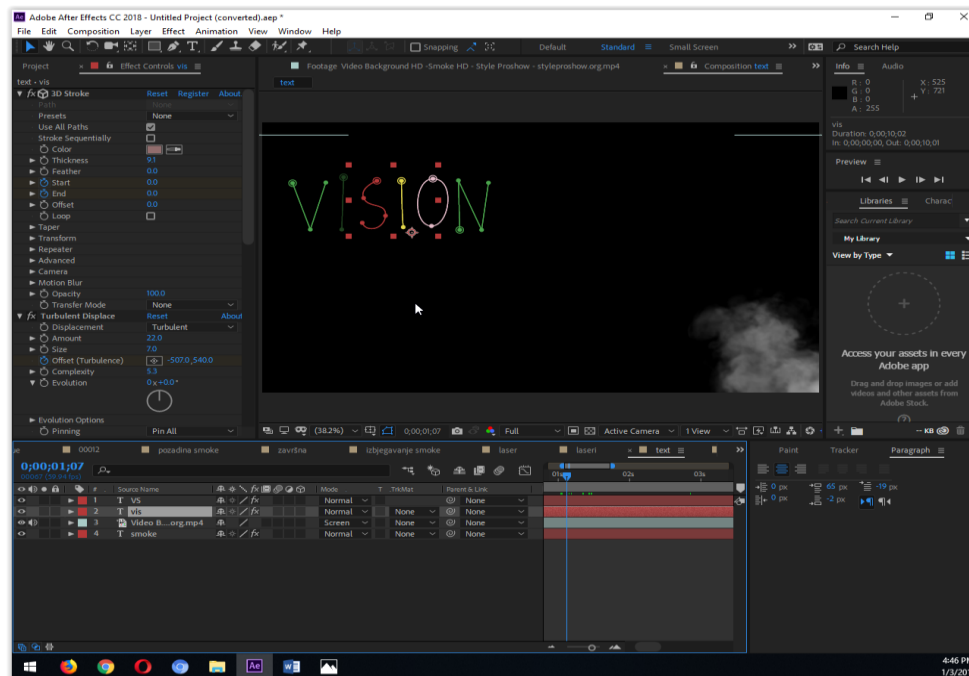 Adobe After Effects CC 2018 - Untitled Project (converted).aep *
File Edit Composition Layer Effect Animation View Window Help
Snapping Default Standard Small Screen Search Help
Project Effect Controls vis
Footage Video Background HD -Smoke HD - Style Proshow - styleproshow.org.mp4
Composition text
Info Audio
text • vis
text
fx 3D Stroke Reset Register About
Path None
Presets None
Use All Paths
Stroke Sequentially
Color
Thickness 9.1
Feather 0.0
Start 0.0
End 0.0
Offset 0.0
Loop
Taper
Transform
Repeater
Advanced
Camera
Motion Blur
Opacity 100.0
Transfer Mode None
fx Turbulent Displace Reset About
Displacement Turbulent
Amount 22.0
Size 7.0
Offset (Turbulence) -507.0,540.0
Complexity 5.3
Evolution 0x+0.0°
Evolution Options
Pinning Pin All
VISION
(38.2%) 0;00;01;07 Full Active Camera 1 View
R : 0 X : 525
G : 0 Y : 721
B : 0
A : 255
vis
Duration: 0;00;10;02
In: 0;00;00;00, Out: 0;00;10;01
Preview
Libraries Charac
Search Current Library
My Library
View by Type
Access your assets in every
Adobe app
Drag and drop images or add
videos and other assets from
Adobe Stock.
-- KB
00012 pozadina smoke završna izbjegavanje smoke laser laseri text
0;00;01;07
# Source Name fx Mode T TrkMat Parent & Link
01s 02s 03s
1 T VS fx Normal None
2 T vis fx Normal None None
3 Video B....org.mp4 Screen None None
4 T smoke fx Normal None None
Paint Tracker Paragraph
0 px 65 px -19 px
0 px -2 px
Ae W
4:46 PM